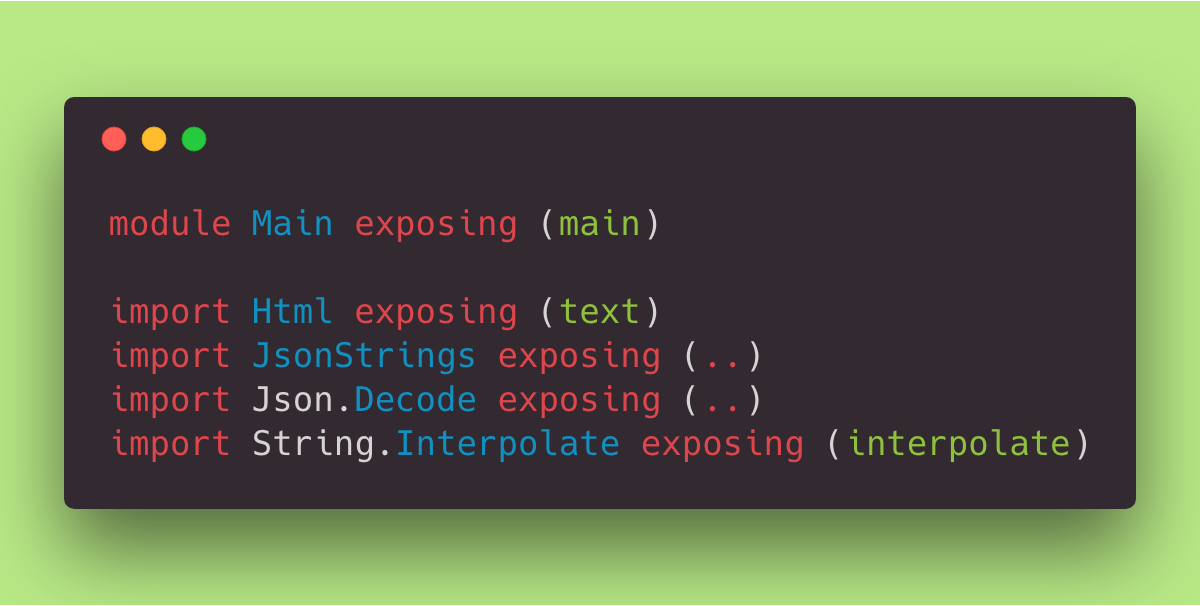 module Main exposing (main)
import Html exposing (text)
import JsonStrings exposing (..)
import Json.Decode exposing (..)
import String.Interpolate exposing (interpolate)